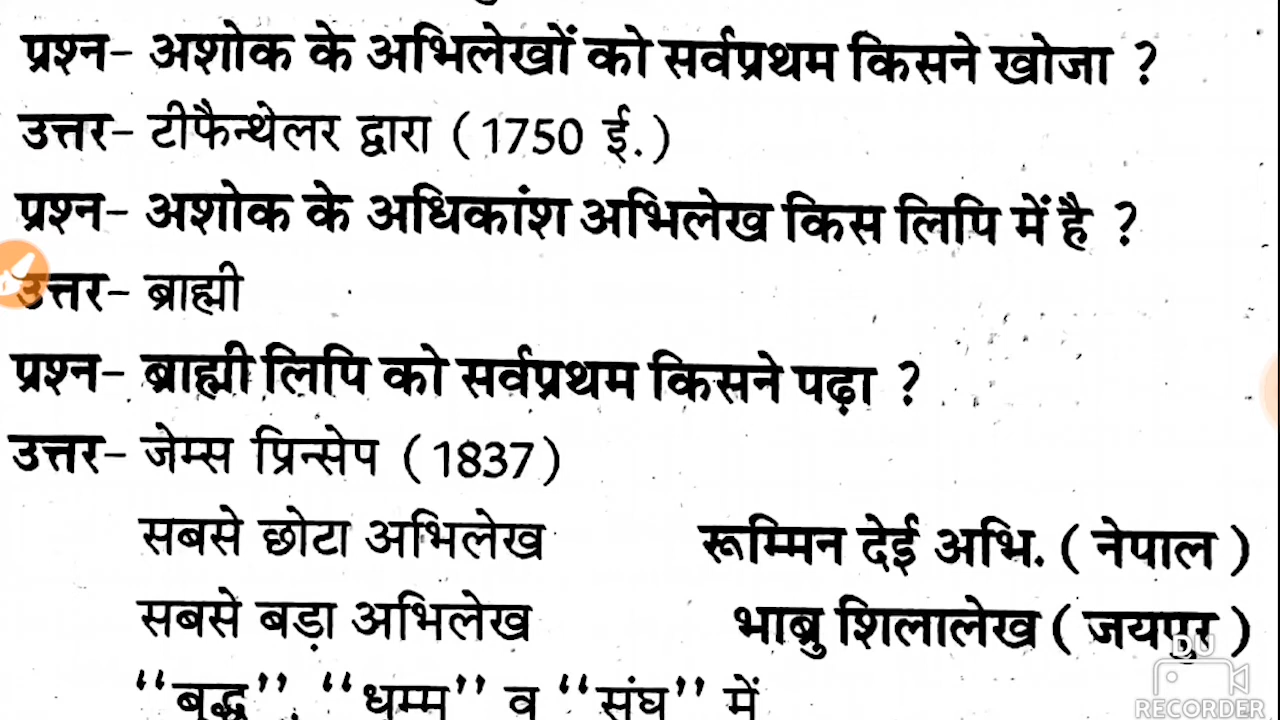 प्रश्न- अशोक के अभिलेखों को सर्वप्रथम किसने खोजा ?
उत्तर- टीफैन्थेलर द्वारा ( 1750 ई. )
प्रश्न- अशोक के अधिकांश अभिलेख किस लिपि में है ?
उत्तर- ब्राह्मी
प्रश्न- ब्राह्मी लिपि को सर्वप्रथम किसने पढ़ा ?
उत्तर- जेम्स प्रिन्सेप ( 1837 )
सबसे छोटा अभिलेख रूम्मिन देई अभि. ( नेपाल )
सबसे बड़ा अभिलेख भाब्रु शिलालेख ( जयपुर )
“बुद्ध”, “धम्म” व “संघ” में
DU
RECORDER